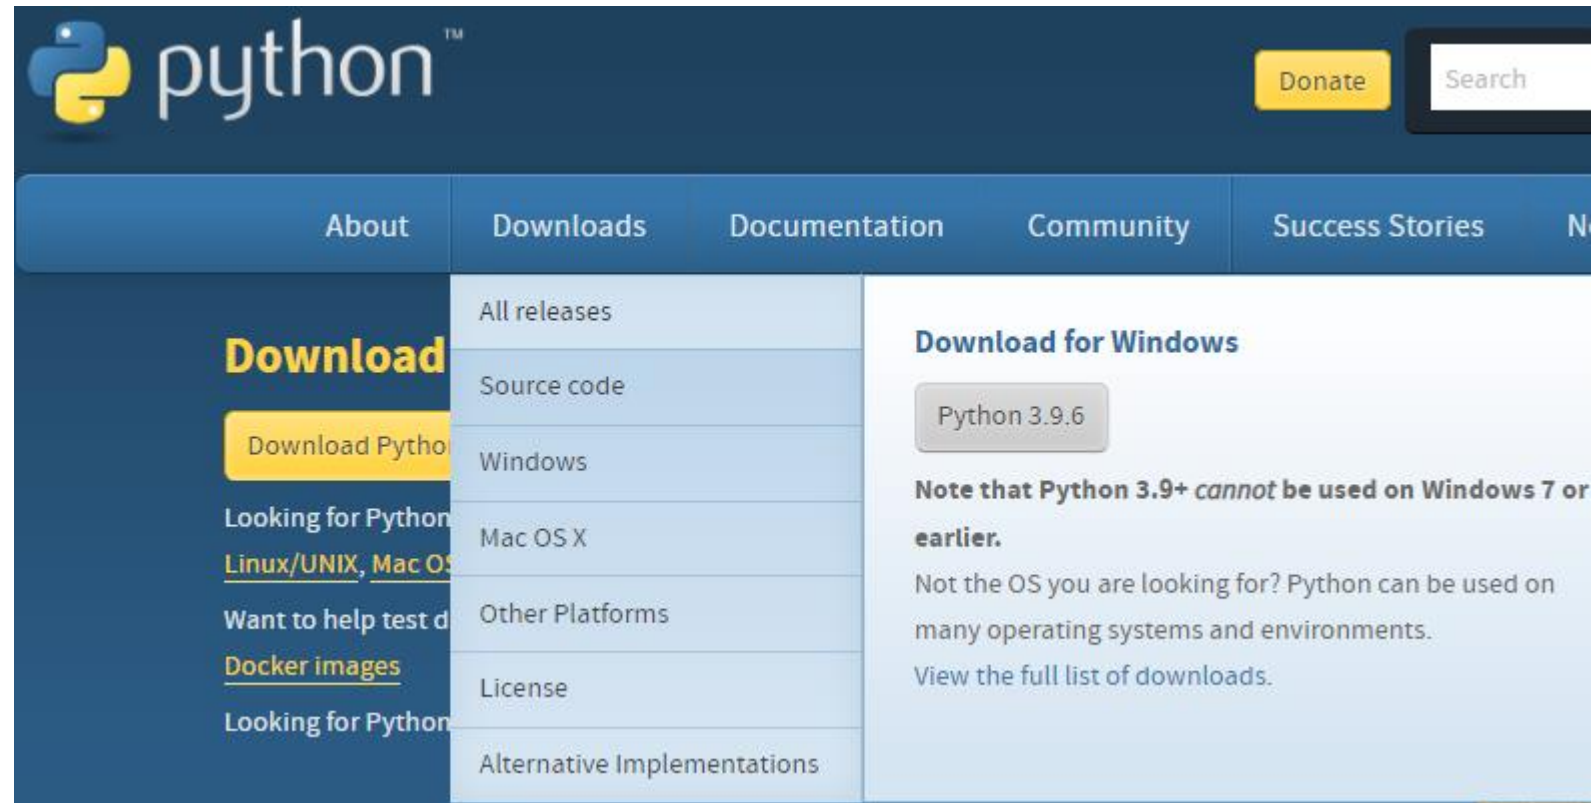 python™
Donate
Search
About
Downloads
Documentation
Community
Success Stories
All releases
Source code
Windows
Mac OS X
Other Platforms
License
Alternative Implementations
Download for Windows
Python 3.9.6
Note that Python 3.9+ cannot be used on Windows 7 or
earlier.
Not the OS you are looking for? Python can be used on
many operating systems and environments.
View the full list of downloads.
Download
Download
Looking for Python
Linux/UNIX, Mac
Want to help test
Docker images
Looking for Python